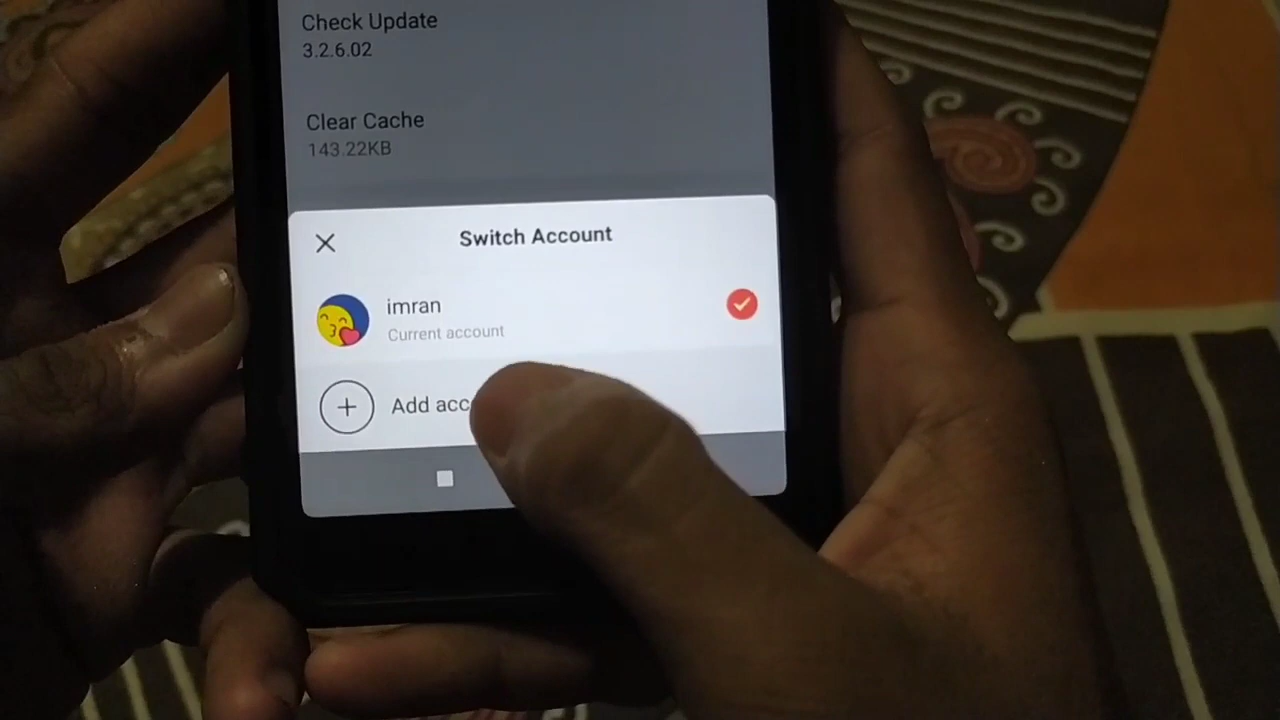 Check Update
3.2.6.02
Clear Cache
143.22KB
Switch Account
imran
Current account
Add acc